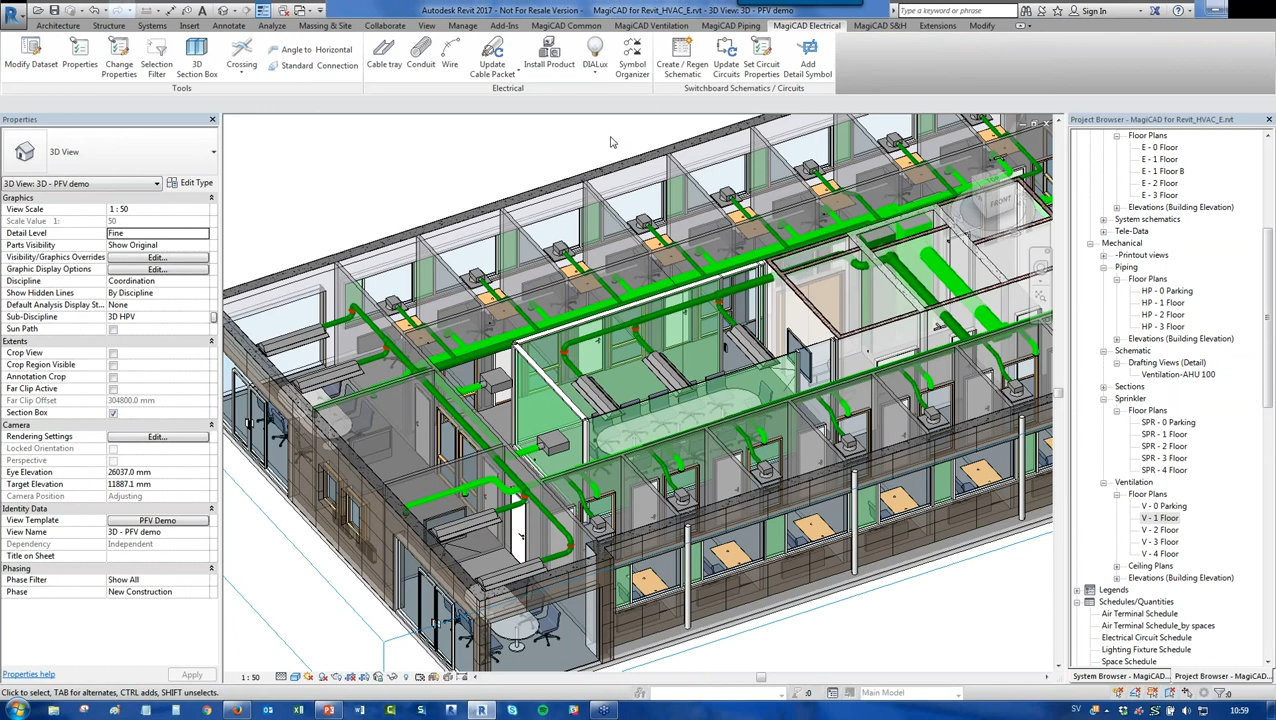 Autodesk Revit 2017 - Not For Resale Version - MagiCAD for Revit_HVAC_E.rvt - 3D View: 3D - PFV demo
Type a keyword or phrase
Sign In
Architecture Structure Systems Insert Annotate Analyze Massing & Site Collaborate View Manage Add-Ins MagiCAD Common MagiCAD Ventilation MagiCAD Piping MagiCAD Electrical MagiCAD S&H Extensions Modify
Modify Dataset
Properties
Change Properties
Selection Filter
3D Section Box
Crossing
Angle to Horizontal
Standard Connection
Cable tray
Conduit
Wire
Update Cable Packet
Install Product
DIALux
Symbol Organizer
Create / Regen Schematic
Update Circuits
Set Circuit Properties
Add Detail Symbol
Tools
Electrical
Switchboard Schematics / Circuits
Properties
3D View
3D View: 3D - PFV demo
Edit Type
Graphics
View Scale 1 : 50
Scale Value 1: 50
Detail Level Fine
Parts Visibility Show Original
Visibility/Graphics Overrides Edit...
Graphic Display Options Edit...
Discipline Coordination
Show Hidden Lines By Discipline
Default Analysis Display St... None
Sub-Discipline 3D HPV
Sun Path
Extents
Crop View
Crop Region Visible
Annotation Crop
Far Clip Active
Far Clip Offset 304800.0 mm
Section Box
Camera
Rendering Settings Edit...
Locked Orientation
Perspective
Eye Elevation 26037.0 mm
Target Elevation 11887.1 mm
Camera Position Adjusting
Identity Data
View Template PFV Demo
View Name 3D - PFV demo
Dependency Independent
Title on Sheet
Phasing
Phase Filter Show All
Phase New Construction
Properties help
Apply
FRONT
1 : 50
Project Browser - MagiCAD for Revit_HVAC_E.rvt
Floor Plans
E - 0 Floor
E - 1 Floor
E - 1 Floor B
E - 2 Floor
E - 3 Floor
Elevations (Building Elevation)
System schematics
Tele-Data
Mechanical
-Printout views
Piping
Floor Plans
HP - 0 Parking
HP - 1 Floor
HP - 2 Floor
HP - 3 Floor
Elevations (Building Elevation)
Schematic
Drafting Views (Detail)
Ventilation-AHU 100
Sections
Sprinkler
Floor Plans
SPR - 0 Parking
SPR - 1 Floor
SPR - 2 Floor
SPR - 3 Floor
SPR - 4 Floor
Ventilation
Floor Plans
V - 0 Parking
V - 1 Floor
V - 2 Floor
V - 3 Floor
V - 4 Floor
Ceiling Plans
Elevations (Building Elevation)
Legends
Schedules/Quantities
Air Terminal Schedule
Air Terminal Schedule_by spaces
Electrical Circuit Schedule
Lighting Fixture Schedule
Space Schedule
System Browser - MagiCAD for Revit...
Project Browser - MagiCAD for Revit...
Click to select, TAB for alternates, CTRL adds, SHIFT unselects.
:0
Main Model
:0
SV
10:59